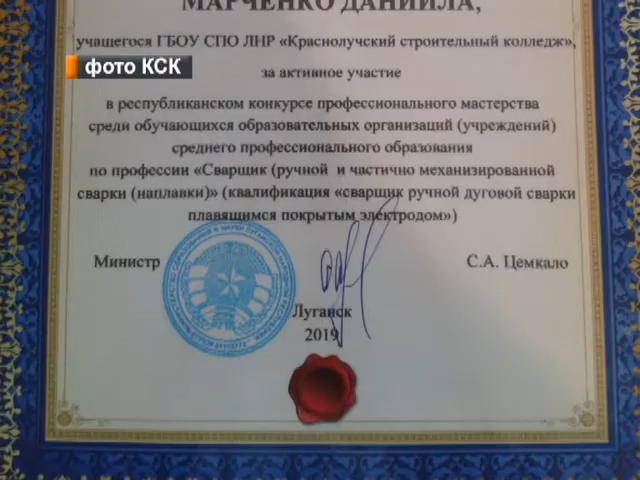 МАРЧЕНКО ДАНИИЛА,
учащегося ГБОУ СПО ЛНР «Краснолучский строительный колледж»,
фото КСК
за активное участие
в республиканском конкурсе профессионального мастерства
среди обучающихся образовательных организаций (учреждений)
среднего профессионального образования
по профессии «Сварщик (ручной и частично механизированной
сварки (наплавки)» (квалификация «сварщик ручной дуговой сварки
плавящимся покрытым электродом»)
Министр
С.А. Цемкало
Луганск
2019